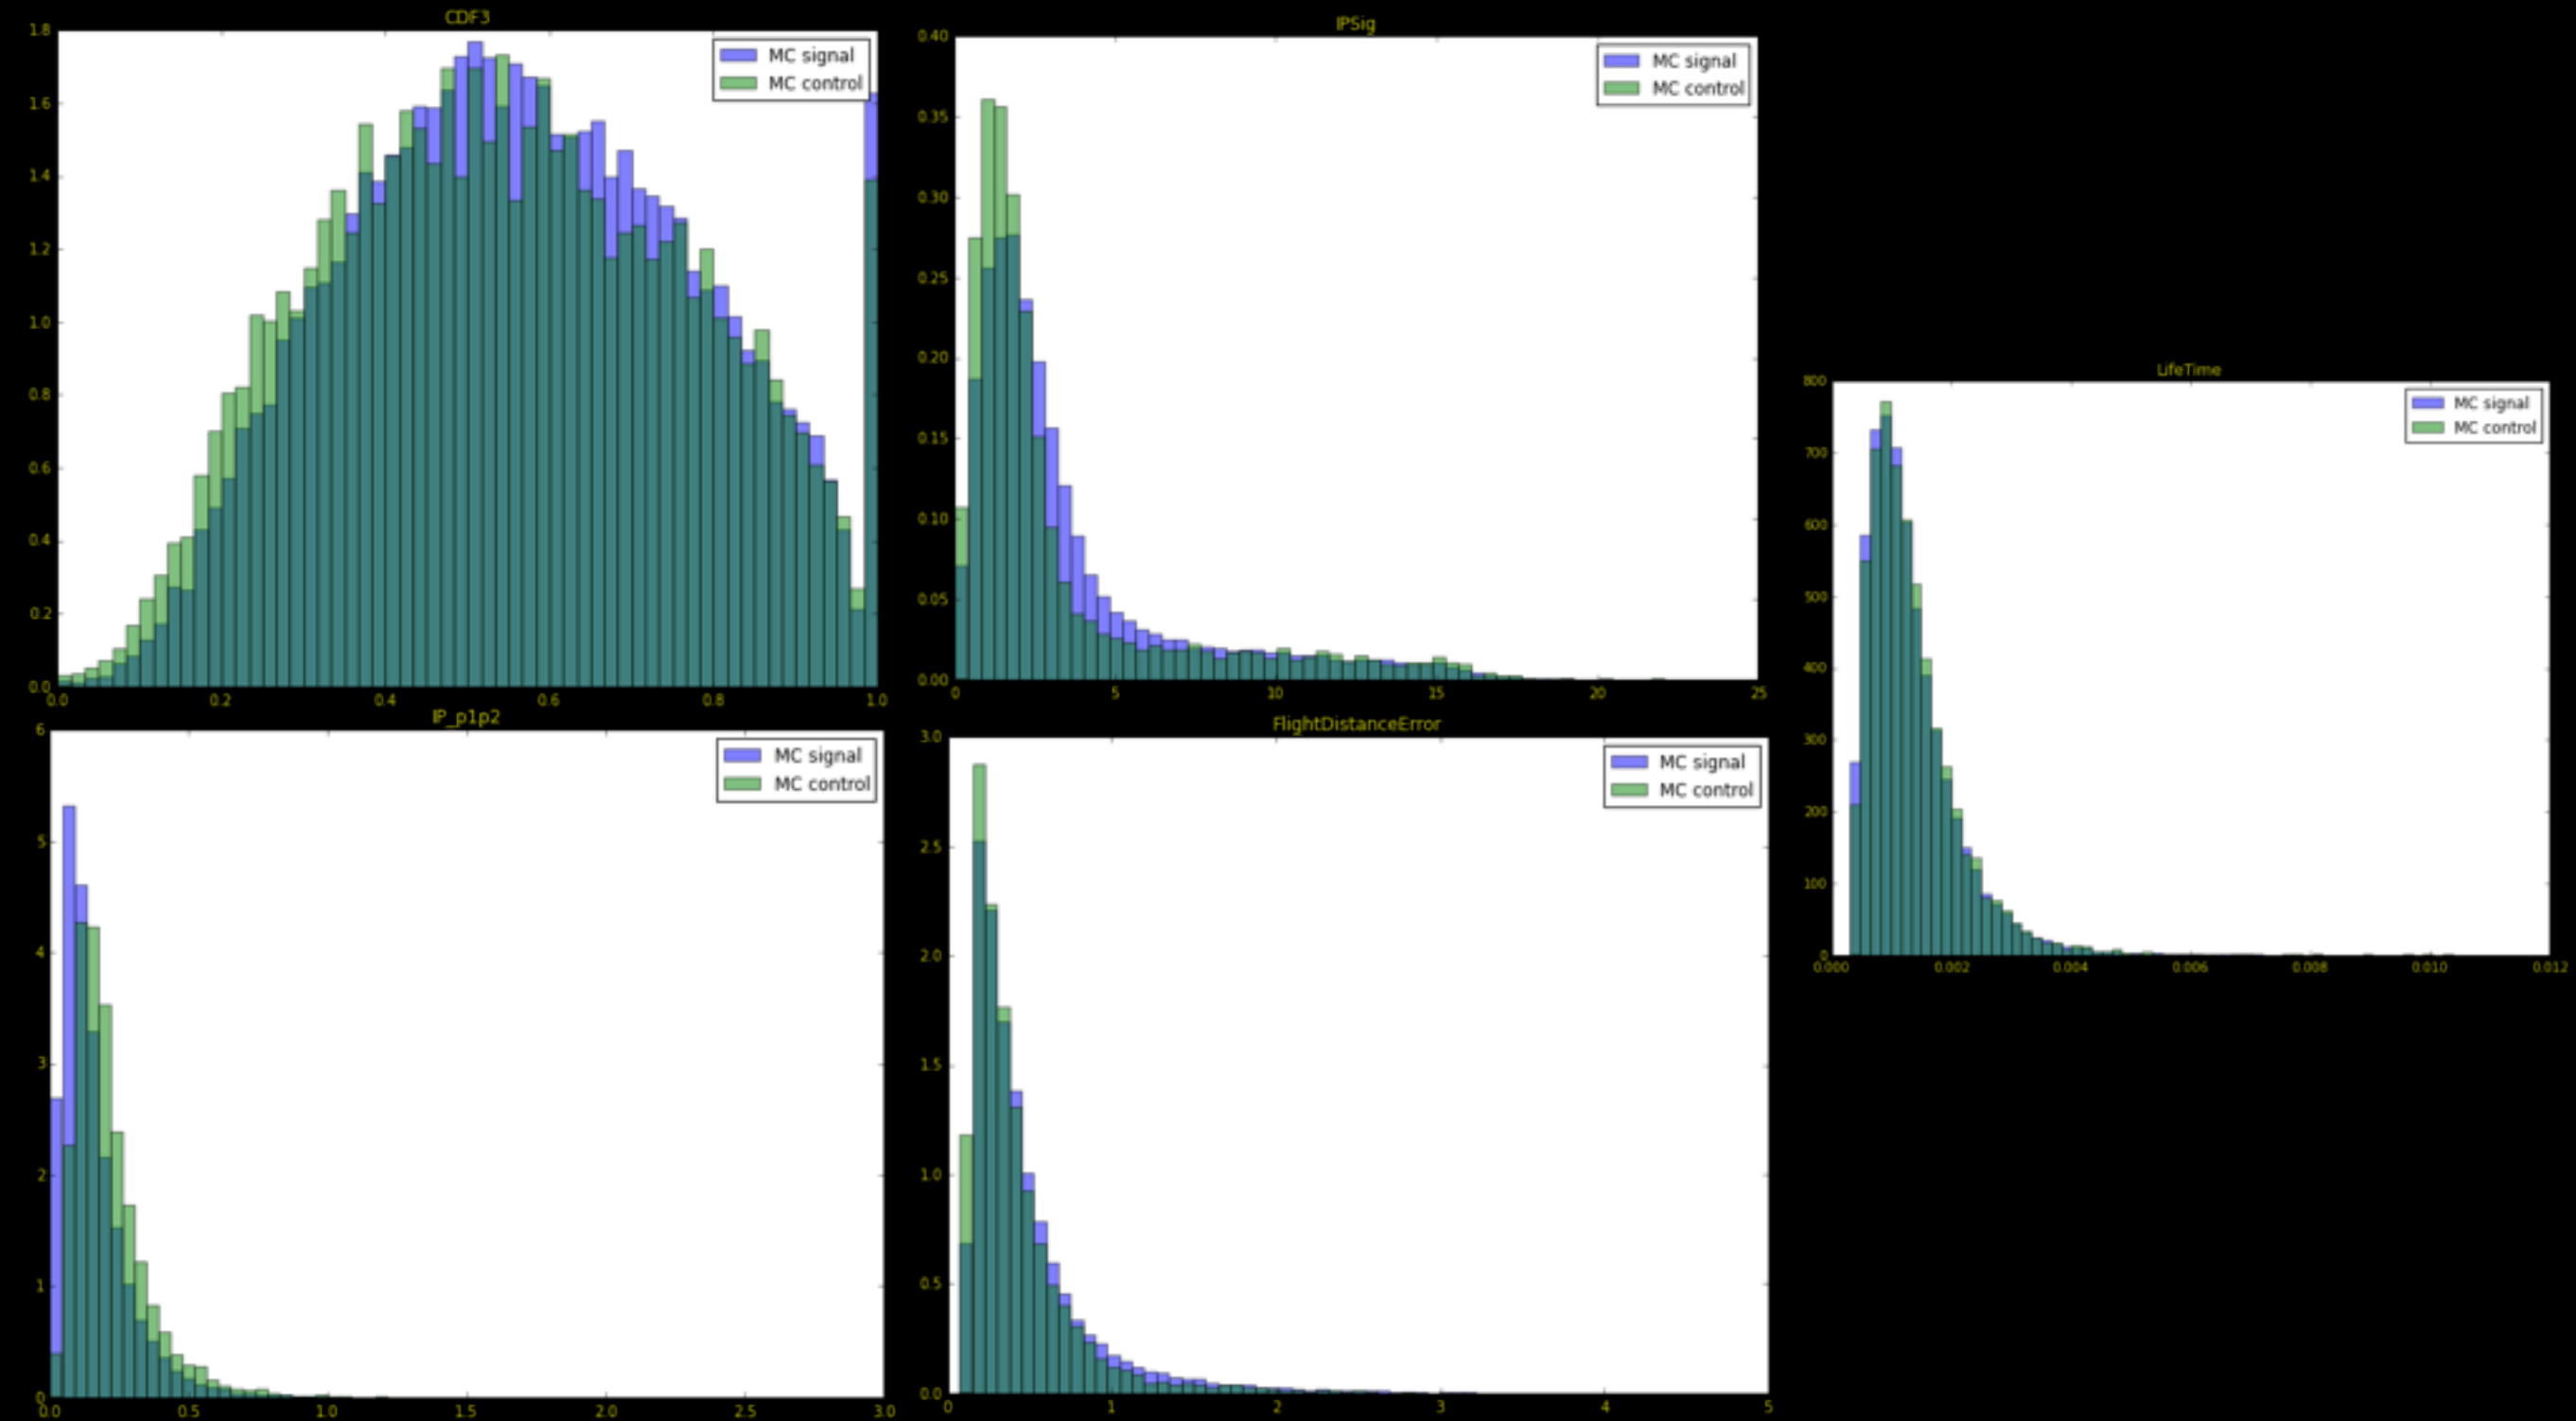 CDF3
1.8
1.6
1.4
1.2
1.0
0.8
0.6
0.4
0.2
0.0
MC signal
MC control
0.0 0.2 0.4 0.6 0.8 1.0
IPSig
0.40
0.35
0.30
0.25
0.20
0.15
0.10
0.05
0.00
MC signal
MC control
0 5 10 15 20 25
LifeTime
800
700
600
500
400
300
200
100
0
MC signal
MC control
0.000 0.002 0.004 0.006 0.008 0.010 0.012
IP_p1p2
6
5
4
3
2
1
0
MC signal
MC control
0.0 0.5 1.0 1.5 2.0 2.5 3.0
FlightDistanceError
3.0
2.5
2.0
1.5
1.0
0.5
0.0
MC signal
MC control
0 1 2 3 4 5